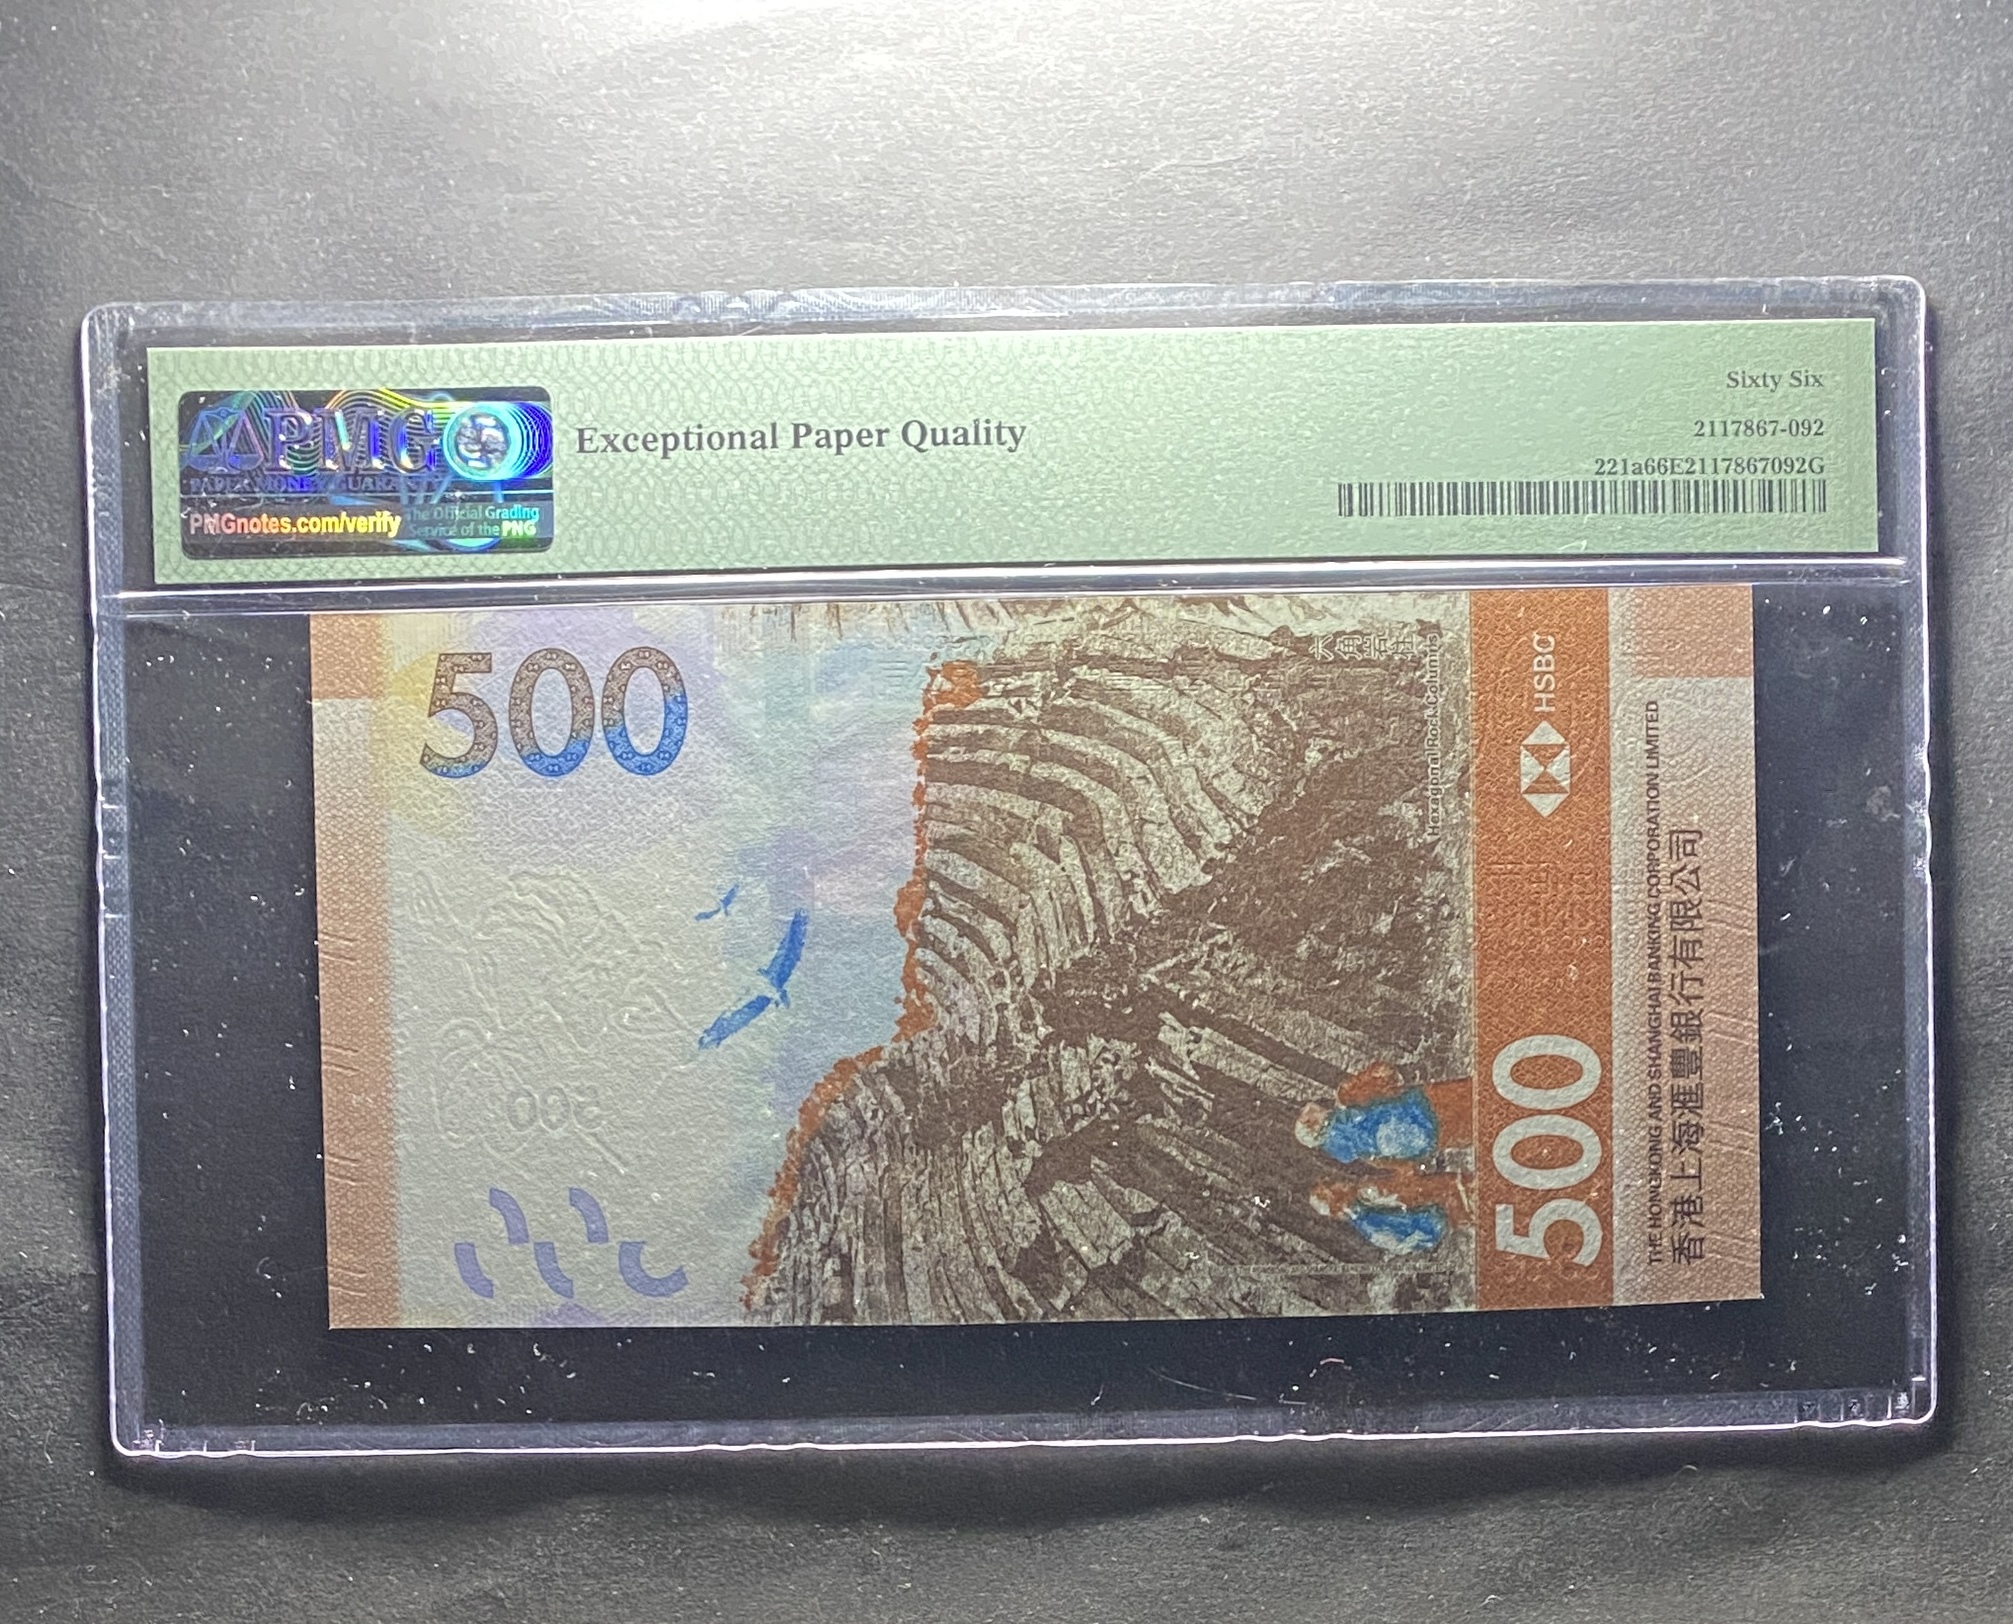 PMG
PAPER MONEY GUARANTY
PMGnotes.com/verify
The Official Grading
Service of the PNG
Exceptional Paper Quality
Sixty Six
2117867-092
221a66E2117867092G
500
六角岩柱
Hexagonal Rock Columns
HSBC
500
THE HONGKONG AND SHANGHAI BANKING CORPORATION LIMITED
香港上海滙豐銀行有限公司
500